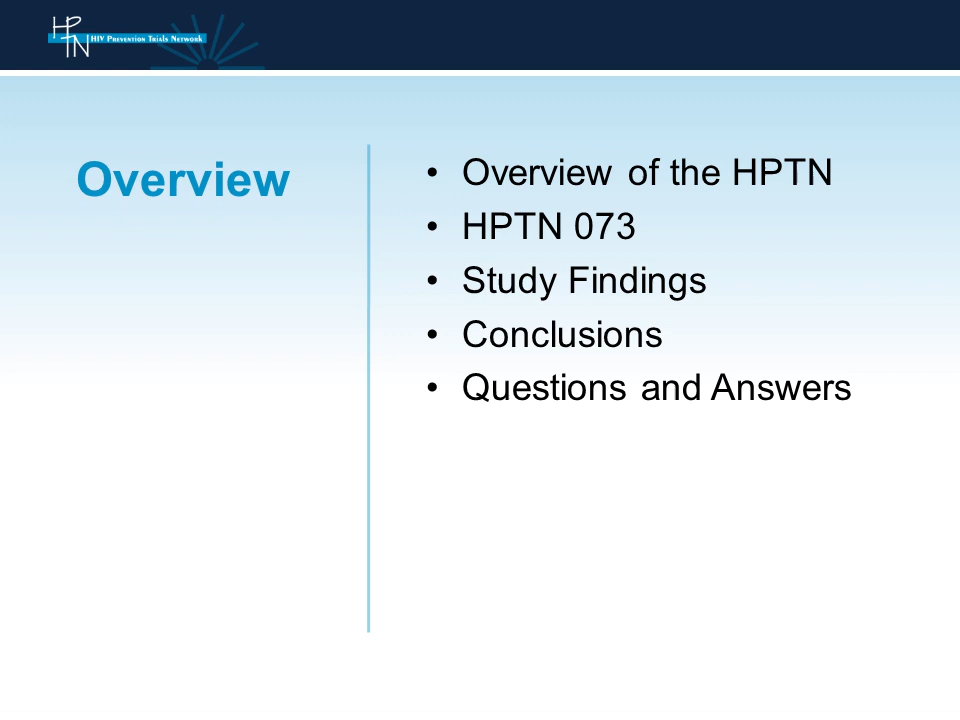 HPTN
HIV Prevention Trials Network
Overview
• Overview of the HPTN
• HPTN 073
• Study Findings
• Conclusions
• Questions and Answers